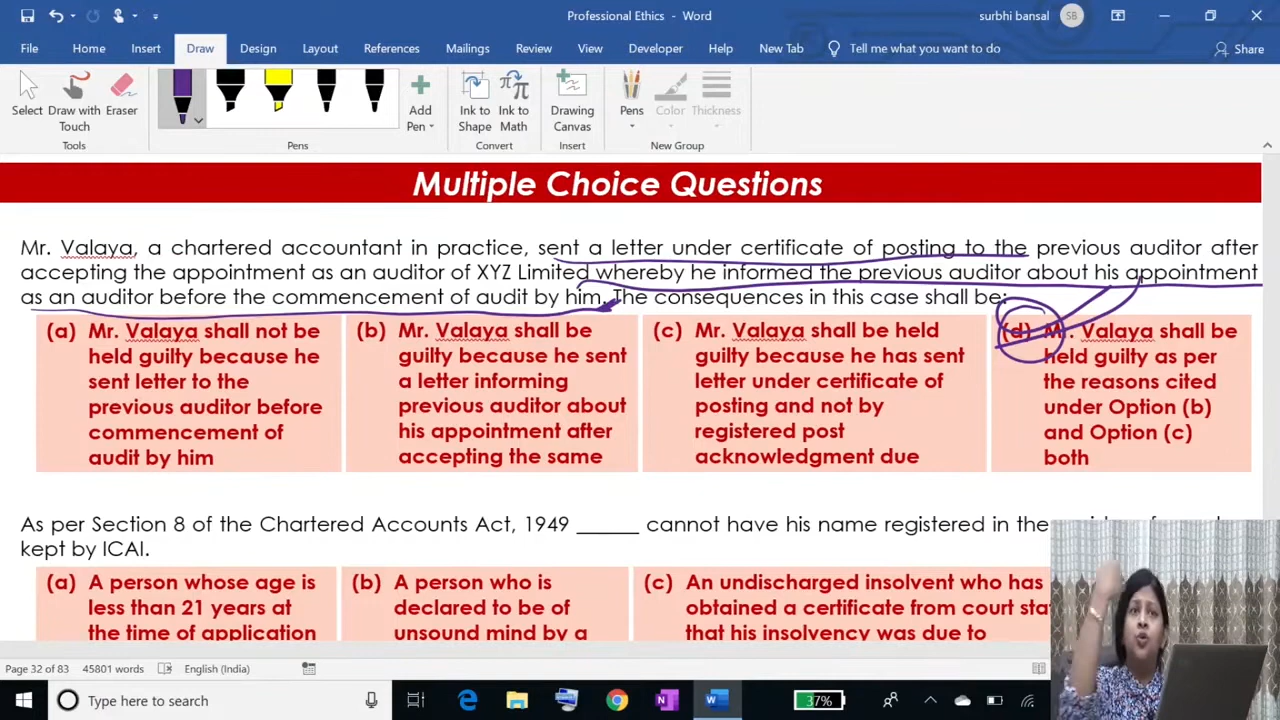 Professional Ethics - Word
surbhi bansal
SB
File Home Insert Draw Design Layout References Mailings Review View Developer Help New Tab Tell me what you want to do Share
Select Draw with Touch Eraser
Add Pen
Ink to Shape Ink to Math
Drawing Canvas
Pens Color Thickness
Tools Pens Convert Insert New Group
Multiple Choice Questions
Mr. Valaya, a chartered accountant in practice, sent a letter under certificate of posting to the previous auditor after
accepting the appointment as an auditor of XYZ Limited whereby he informed the previous auditor about his appointment
as an auditor before the commencement of audit by him. The consequences in this case shall be:
(a) Mr. Valaya shall not be
held guilty because he
sent letter to the
previous auditor before
commencement of
audit by him
(b) Mr. Valaya shall be
guilty because he sent
a letter informing
previous auditor about
his appointment after
accepting the same
(c) Mr. Valaya shall be held
guilty because he has sent
letter under certificate of
posting and not by
registered post
acknowledgment due
(d) Mr. Valaya shall be
held guilty as per
the reasons cited
under Option (b)
and Option (c)
both
As per Section 8 of the Chartered Accounts Act, 1949 ______ cannot have his name registered in the
kept by ICAI.
(a) A person whose age is
less than 21 years at
the time of application
(b) A person who is
declared to be of
unsound mind by a
(c) An undischarged insolvent who has
obtained a certificate from court
that his insolvency was due to
Page 32 of 83 45801 words English (India)
Type here to search
37%